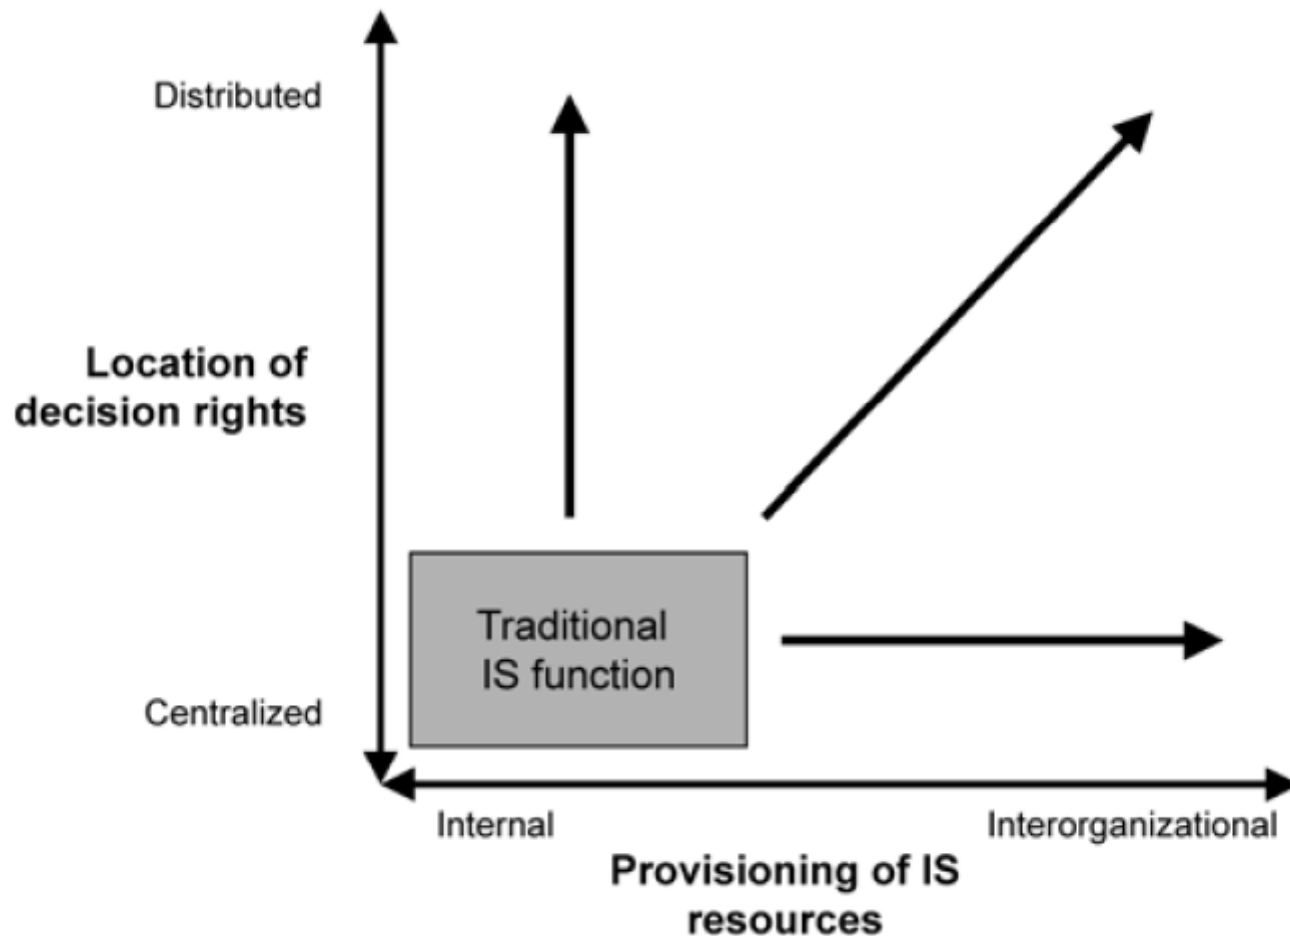 Distributed
Location of
decision rights
Traditional
IS function
Centralized
Internal
Interorganizational
Provisioning of IS
resources